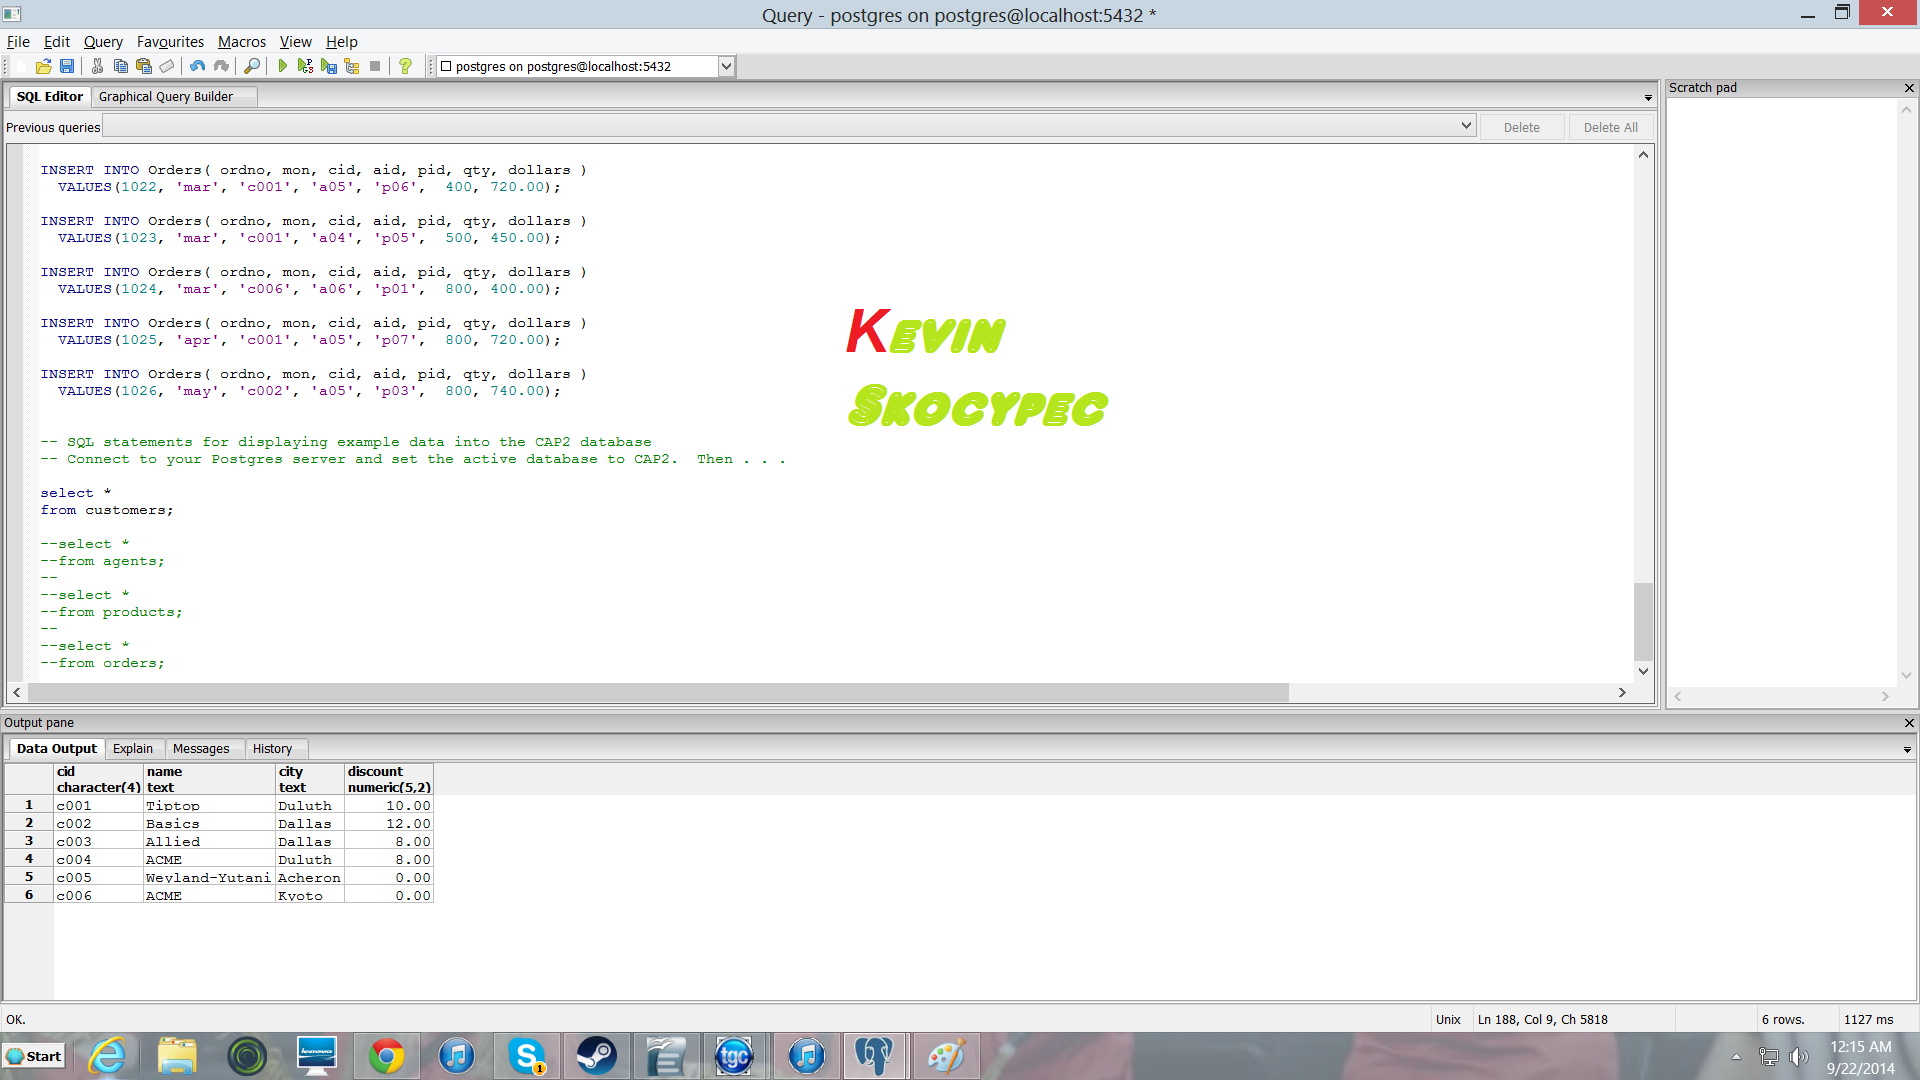 Query - postgres on postgres@localhost:5432 *
File Edit Query Favourites Macros View Help
postgres on postgres@localhost:5432
SQL Editor Graphical Query Builder
Previous queries Delete Delete All
Scratch pad
INSERT INTO Orders( ordno, mon, cid, aid, pid, qty, dollars )
VALUES(1022, 'mar', 'c001', 'a05', 'p06', 400, 720.00);
INSERT INTO Orders( ordno, mon, cid, aid, pid, qty, dollars )
VALUES(1023, 'mar', 'c001', 'a04', 'p05', 500, 450.00);
INSERT INTO Orders( ordno, mon, cid, aid, pid, qty, dollars )
VALUES(1024, 'mar', 'c006', 'a06', 'p01', 800, 400.00);
INSERT INTO Orders( ordno, mon, cid, aid, pid, qty, dollars )
VALUES(1025, 'apr', 'c001', 'a05', 'p07', 800, 720.00);
INSERT INTO Orders( ordno, mon, cid, aid, pid, qty, dollars )
VALUES(1026, 'may', 'c002', 'a05', 'p03', 800, 740.00);
-- SQL statements for displaying example data into the CAP2 database
-- Connect to your Postgres server and set the active database to CAP2. Then . . .
select *
from customers;
--select *
--from agents;
--
--select *
--from products;
--
--select *
--from orders;
Kevin
Skocypec
Output pane
Data Output Explain Messages History
cid name city discount
character(4) text text numeric(5,2)
1 c001 Tiptop Duluth 10.00
2 c002 Basics Dallas 12.00
3 c003 Allied Dallas 8.00
4 c004 ACME Duluth 8.00
5 c005 Weyland-Yutani Acheron 0.00
6 c006 ACME Kyoto 0.00
OK. Unix Ln 188, Col 9, Ch 5818 6 rows. 1127 ms
Start lenovo 1 tgc 12:15 AM
9/22/2014